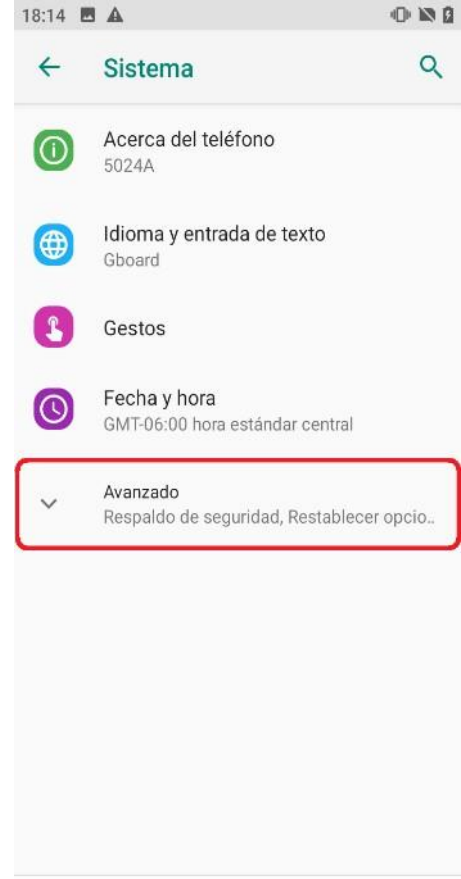 18:14
Sistema
Acerca del teléfono
5024A
Idioma y entrada de texto
Gboard
Gestos
Fecha y hora
GMT-06:00 hora estándar central
Avanzado
Respaldo de seguridad, Restablecer opcio..